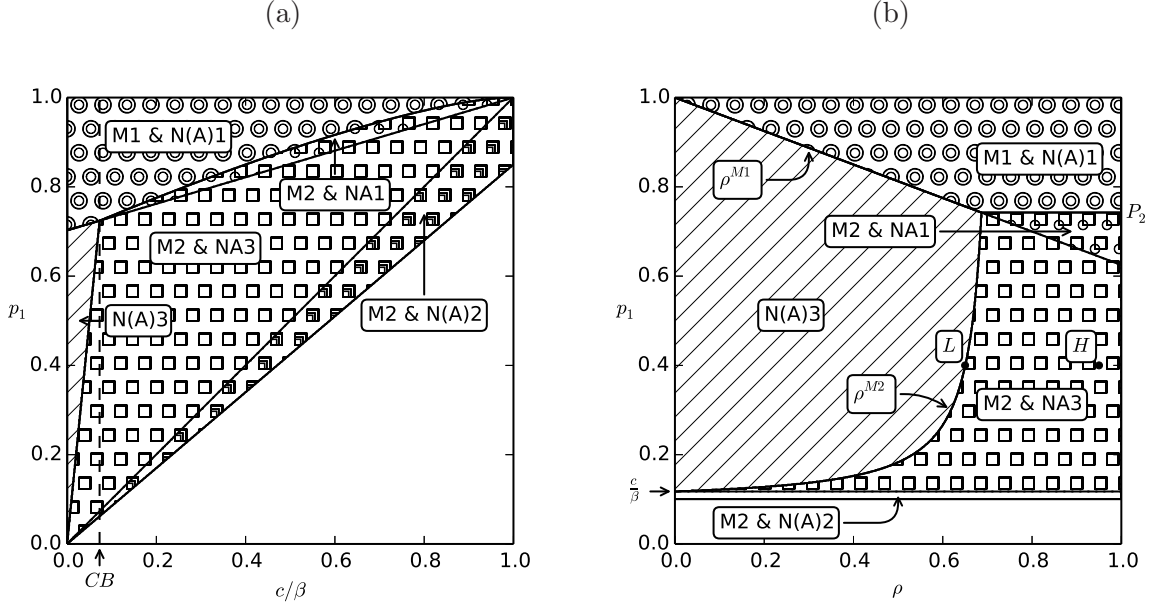 (a)
1.0
0.8
0.6
0.4
0.2
0.0
p1
M1 & N(A)1
M2 & NA1
M2 & NA3
N(A)3
M2 & N(A)2
0.0 0.2 0.4 0.6 0.8 1.0
CB
c/β
(b)
1.0
0.8
0.6
0.4
0.2
0.0
p1
c/β
ρ^M1
M1 & N(A)1
M2 & NA1
P2
N(A)3
L
H
ρ^M2
M2 & NA3
M2 & N(A)2
0.0 0.2 0.4 0.6 0.8 1.0
ρ